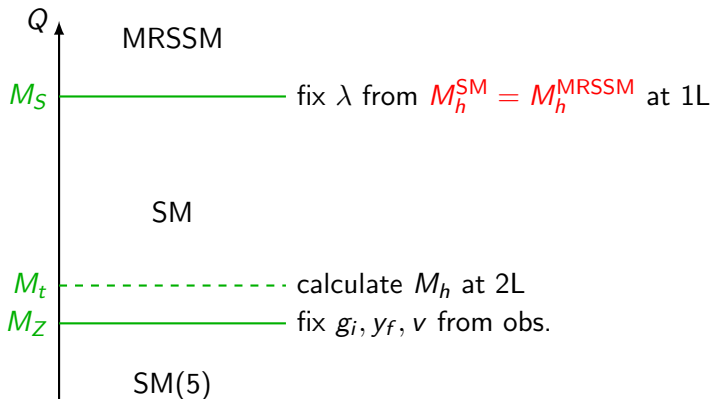 Q
MRSSM
M_S fix λ from M_h^SM = M_h^MRSSM at 1L
SM
M_t calculate M_h at 2L
M_Z fix g_i, y_f, v from obs.
SM(5)